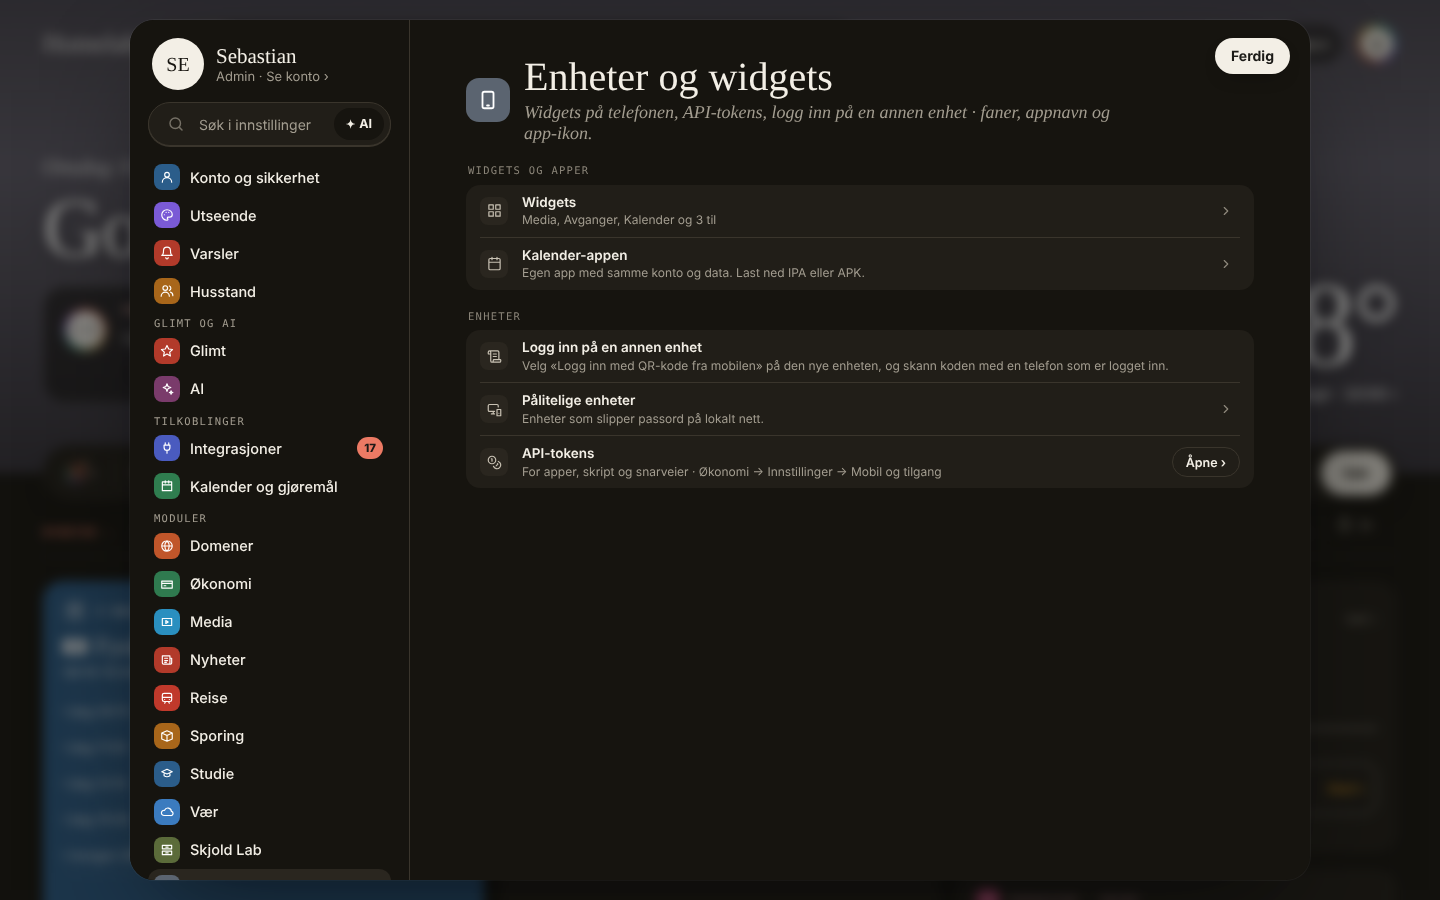 SE
Sebastian
Admin · Se konto ›
Søk i innstillinger
✦ AI
Konto og sikkerhet
Utseende
Varsler
Husstand
GLIMT OG AI
Glimt
AI
TILKOBLINGER
Integrasjoner
17
Kalender og gjøremål
MODULER
Domener
Økonomi
Media
Nyheter
Reise
Sporing
Studie
Vær
Skjold Lab
Ferdig
Enheter og widgets
Widgets på telefonen, API-tokens, logg inn på en annen enhet · faner, appnavn og
app-ikon.
WIDGETS OG APPER
Widgets
Media, Avganger, Kalender og 3 til
Kalender-appen
Egen app med samme konto og data. Last ned IPA eller APK.
ENHETER
Logg inn på en annen enhet
Velg «Logg inn med QR-kode fra mobilen» på den nye enheten, og skann koden med en telefon som er logget inn.
Pålitelige enheter
Enheter som slipper passord på lokalt nett.
API-tokens
For apper, skript og snarveier · Økonomi → Innstillinger → Mobil og tilgang
Åpne ›
8°